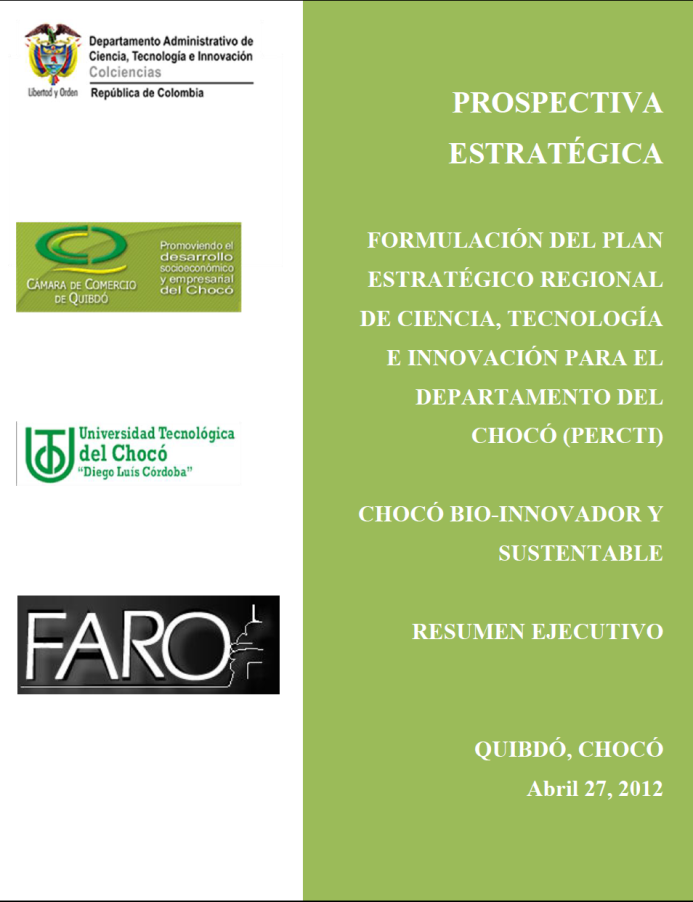 Departamento Administrativo de
Ciencia, Tecnología e Innovación
Colciencias
República de Colombia
Libertad y Orden
CÁMARA DE COMERCIO
DE QUIBDÓ
Promoviendo el
desarrollo
socioeconómico
y empresarial
del Chocó
Universidad Tecnológica
del Chocó
"Diego Luís Córdoba"
FARO
PROSPECTIVA
ESTRATÉGICA
FORMULACIÓN DEL PLAN
ESTRATÉGICO REGIONAL
DE CIENCIA, TECNOLOGÍA
E INNOVACIÓN PARA EL
DEPARTAMENTO DEL
CHOCÓ (PERCTI)
CHOCÓ BIO-INNOVADOR Y
SUSTENTABLE
RESUMEN EJECUTIVO
QUIBDÓ, CHOCÓ
Abril 27, 2012